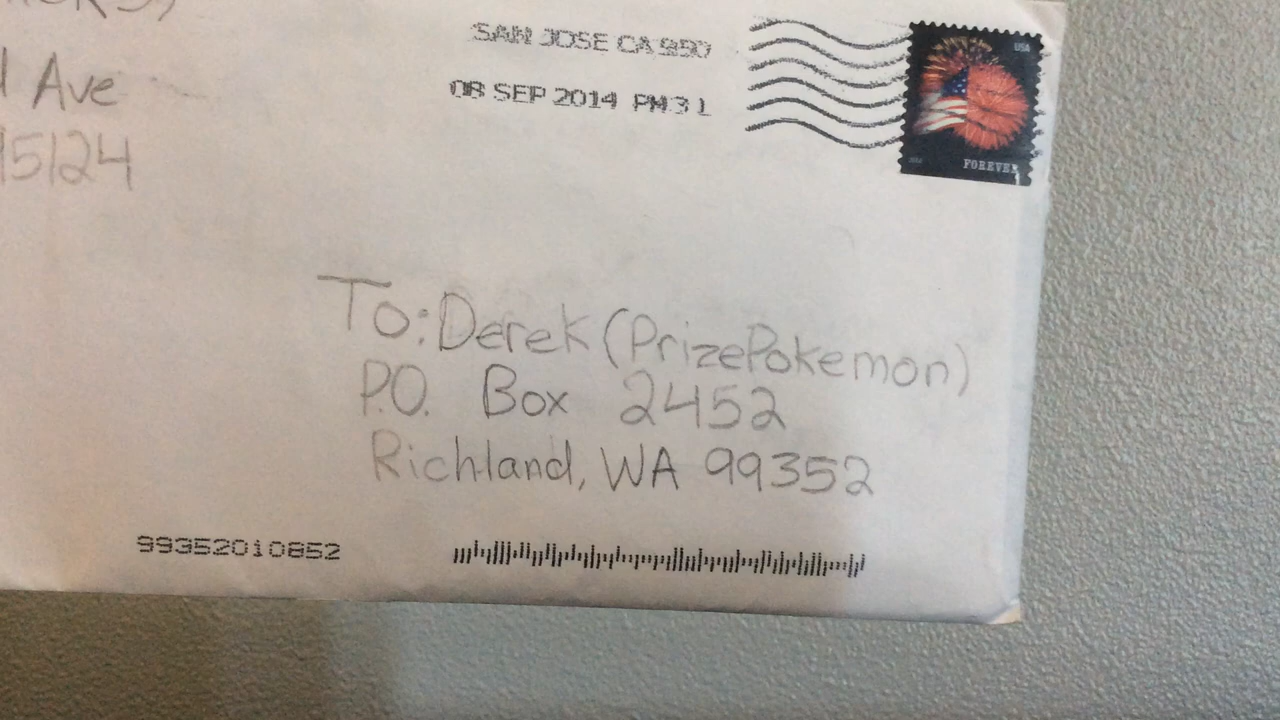 Ave
95124
SAN JOSE CA 950
08 SEP 2014 PM 3 L
USA
FOREVER
To: Derek (PrizePokemon)
P.O. Box 2452
Richland, WA 99352
99352010852